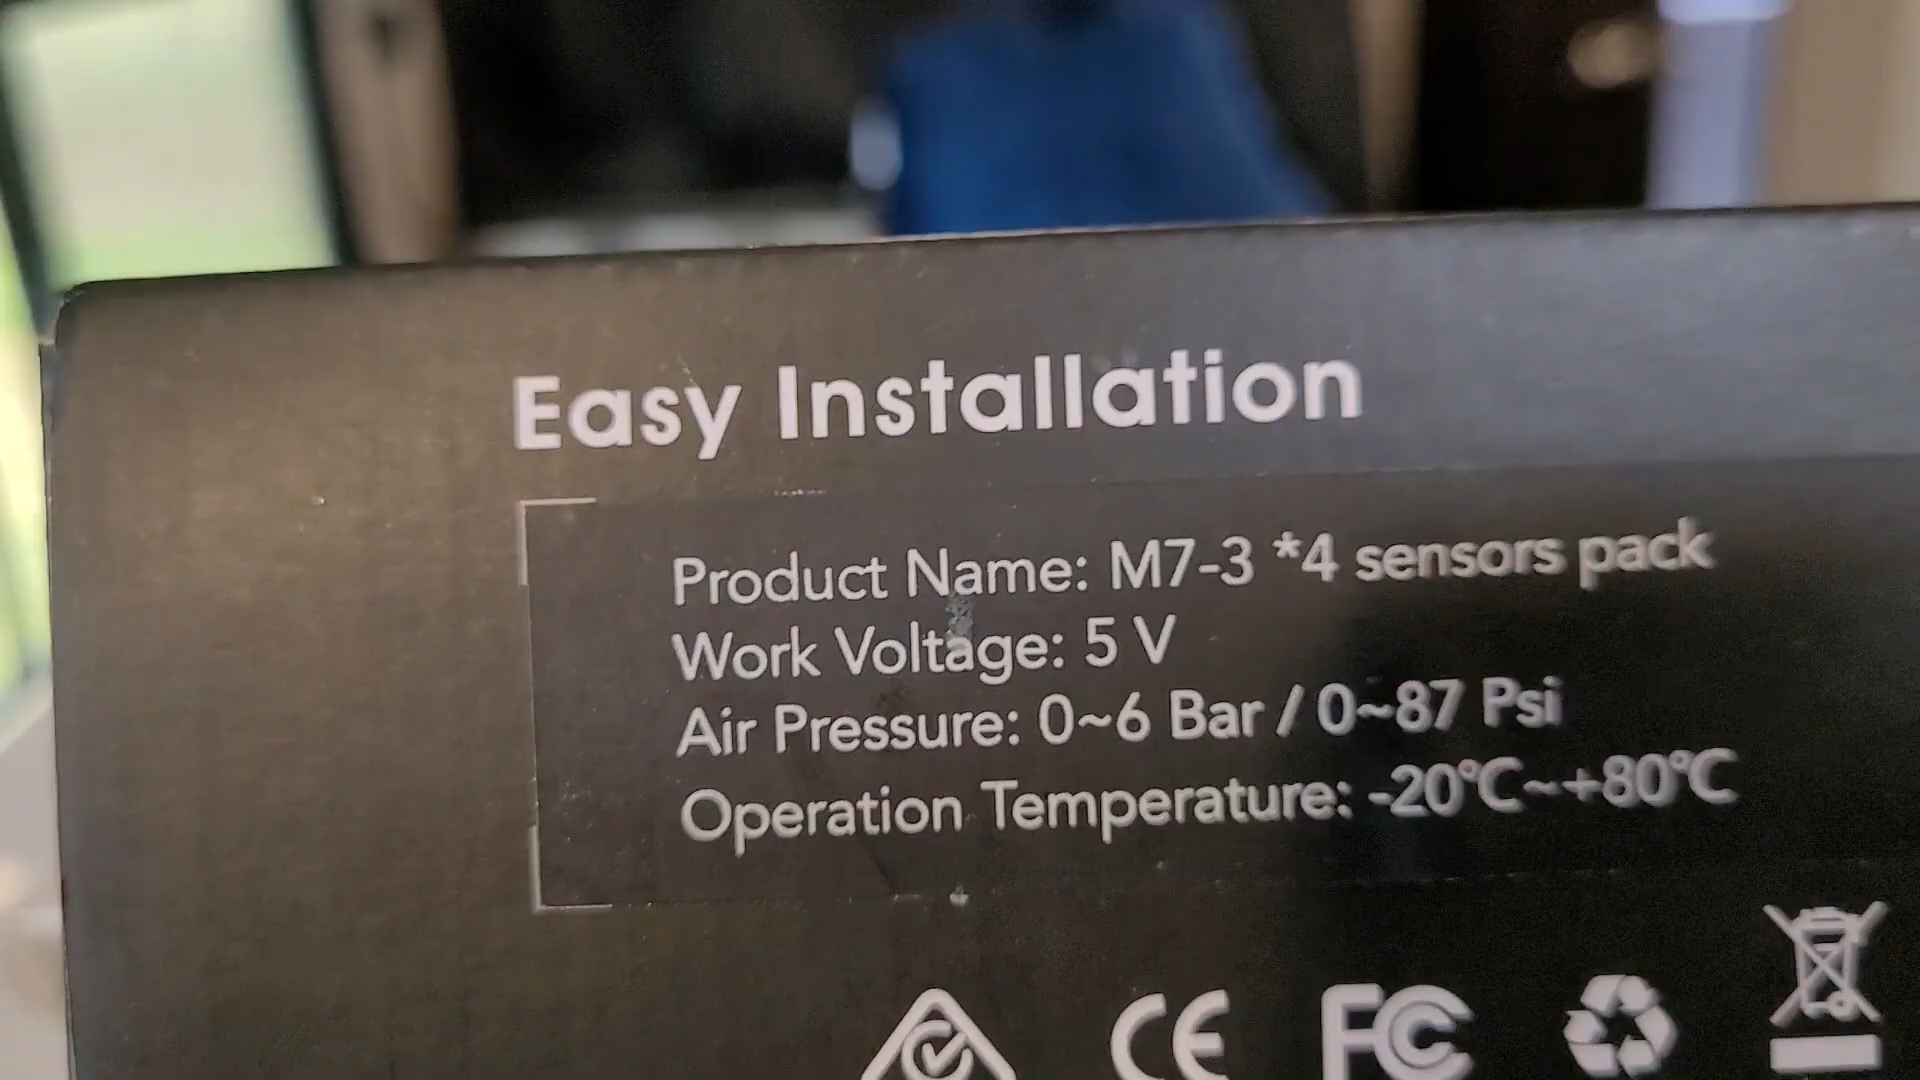 Easy Installation
Product Name: M7-3 *4 sensors pack
Work Voltage: 5 V
Air Pressure: 0~6 Bar / 0~87 Psi
Operation Temperature: -20°C~+80°C
CE FC